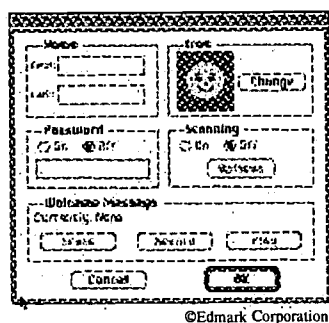 Name
First:
Last:
Icon
Change
Password
On Off
Scanning
On Off
Options
Welcome Message
Currently: None
Record
Play
Cancel
OK
©Edmark Corporation